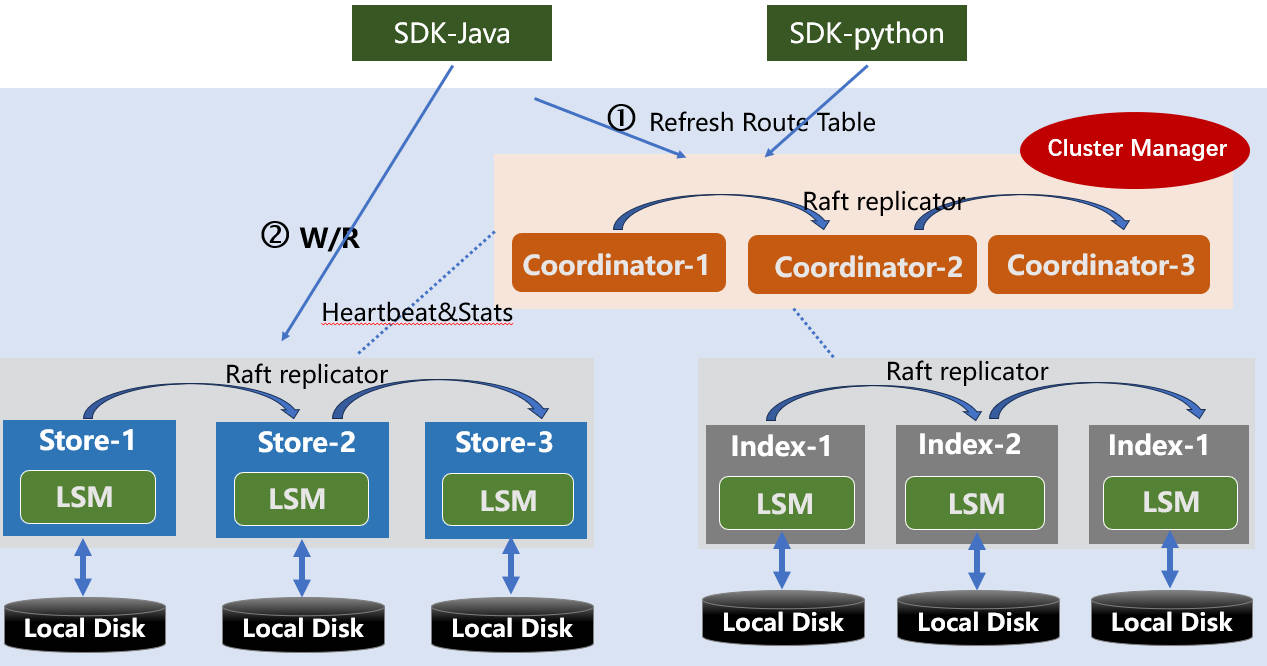 SDK-Java
SDK-python
① Refresh Route Table
Cluster Manager
Raft replicator
② W/R
Coordinator-1
Coordinator-2
Coordinator-3
Heartbeat&Stats
Raft replicator
Raft replicator
Store-1
Store-2
Store-3
Index-1
Index-2
Index-1
LSM
LSM
LSM
LSM
LSM
LSM
Local Disk
Local Disk
Local Disk
Local Disk
Local Disk
Local Disk